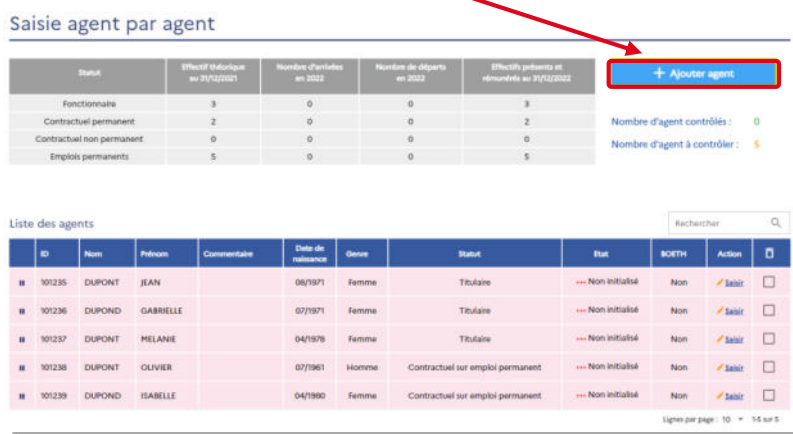 Saisie agent par agent
Statut Effectif théorique au 31/12/2021 Nombre d'arrivées en 2022 Nombre de départs en 2022 Effectifs présents et rémunérés au 31/12/2022
Fonctionnaire 3 0 0 3
Contractuel permanent 2 0 0 2
Contractuel non permanent 0 0 0 0
Emplois permanents 5 0 0 5
+ Ajouter agent
Nombre d'agent contrôlés : 0
Nombre d'agent à contrôler : 5
Liste des agents
Rechercher
ID Nom Prénom Commentaire Date de naissance Genre Statut Etat BOETH Action
101235 DUPONT JEAN 08/1971 Femme Titulaire ••• Non initialisé Non Saisir
101236 DUPOND GABRIELLE 07/1971 Femme Titulaire ••• Non initialisé Non Saisir
101237 DUPONT MELANIE 04/1978 Femme Titulaire ••• Non initialisé Non Saisir
101238 DUPONT OLIVIER 07/1961 Homme Contractuel sur emploi permanent ••• Non initialisé Non Saisir
101239 DUPOND ISABELLE 04/1980 Femme Contractuel sur emploi permanent ••• Non initialisé Non Saisir
Lignes par page : 10 1-5 sur 5